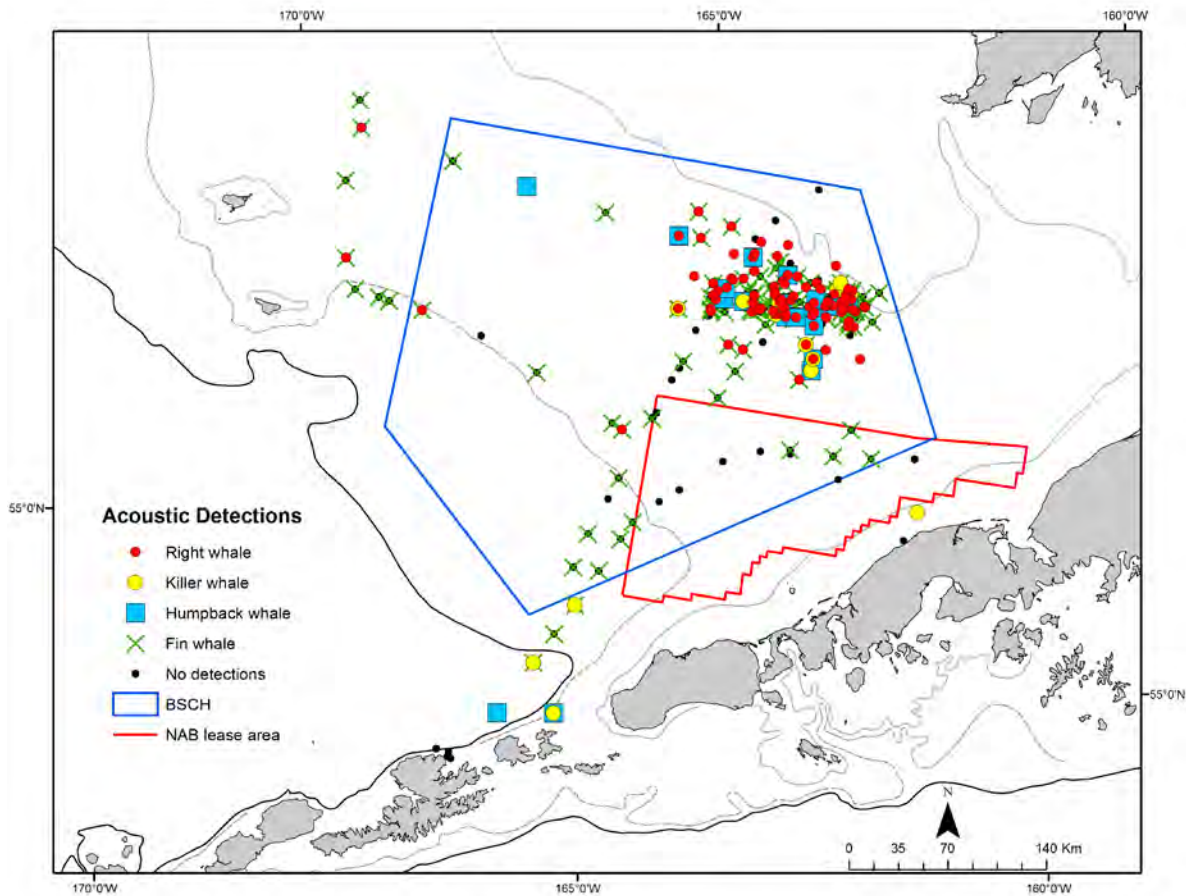 170°0'W 165°0'W 160°0'W
55°0'N
Acoustic Detections
Right whale
Killer whale
Humpback whale
Fin whale
No detections
BSCH
NAB lease area
55°0'N
N
0 35 70 140 Km
170°0'W 165°0'W 160°0'W